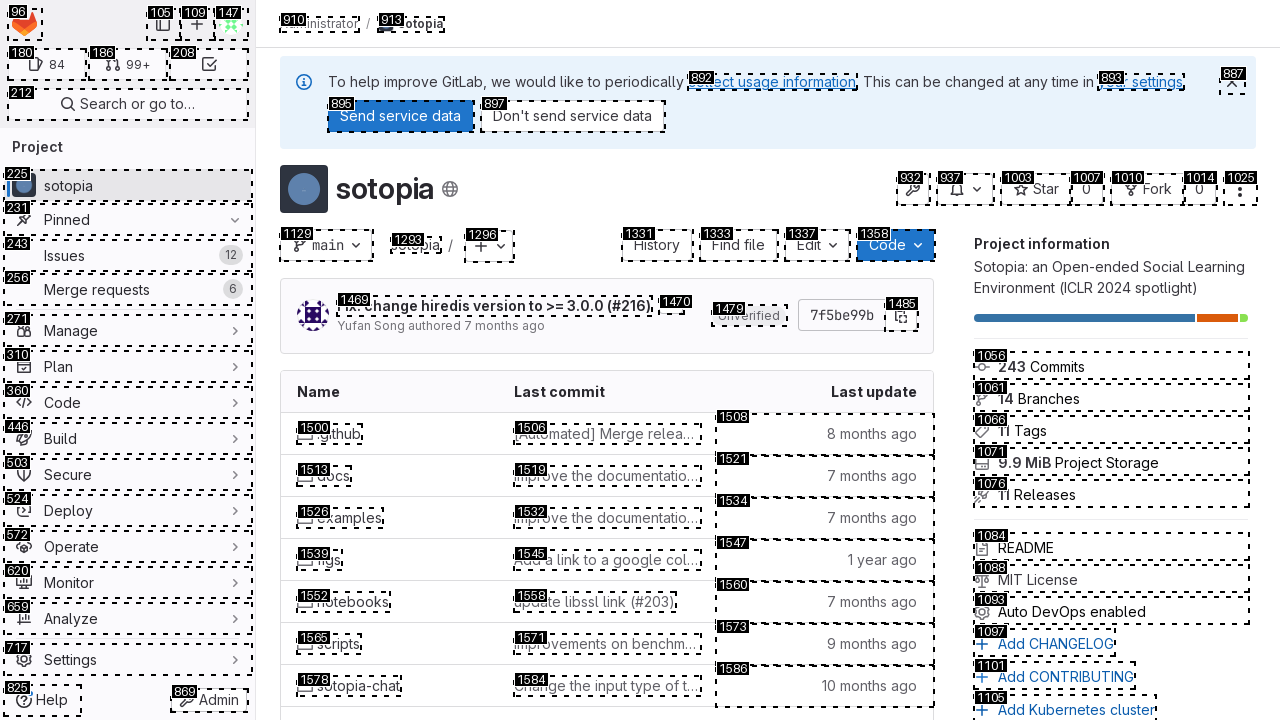 96
105
109
147
180
84
186
99+
208
212
Search or go to…
Project
225
sotopia
231
Pinned
243
Issues
12
256
Merge requests
6
271
Manage
310
Plan
360
Code
446
Build
503
Secure
524
Deploy
572
Operate
620
Monitor
659
Analyze
717
Settings
825
Help
869
Admin
910
Administrator
/
913
sotopia
To help improve GitLab, we would like to periodically 892 collect usage information. This can be changed at any time in 893 your settings.
887
895
Send service data
897
Don't send service data
sotopia
932
937
1003
Star
1007
0
1010
Fork
1014
0
1025
1129
main
1293
sotopia /
1296
1331
History
1333
Find file
1337
Edit
1358
Code
1469
fix: change hiredis version to >= 3.0.0 (#216)
1470
Yufan Song authored 7 months ago
1479
Unverified
7f5be99b
1485
Name Last commit Last update
1500
.github
1506
[Automated] Merge relea…
1508
8 months ago
1513
docs
1519
improve the documentatio…
1521
7 months ago
1526
examples
1532
improve the documentatio…
1534
7 months ago
1539
figs
1545
Add a link to a google col…
1547
1 year ago
1552
notebooks
1558
update libssl link (#203)
1560
7 months ago
1565
scripts
1571
improvements on benchm…
1573
9 months ago
1578
sotopia-chat
1584
Change the input type of t…
1586
10 months ago
Project information
Sotopia: an Open-ended Social Learning
Environment (ICLR 2024 spotlight)
1056
243 Commits
1061
14 Branches
1066
11 Tags
1071
9.9 MiB Project Storage
1076
11 Releases
1084
README
1088
MIT License
1093
Auto DevOps enabled
1097
Add CHANGELOG
1101
Add CONTRIBUTING
1105
Add Kubernetes cluster